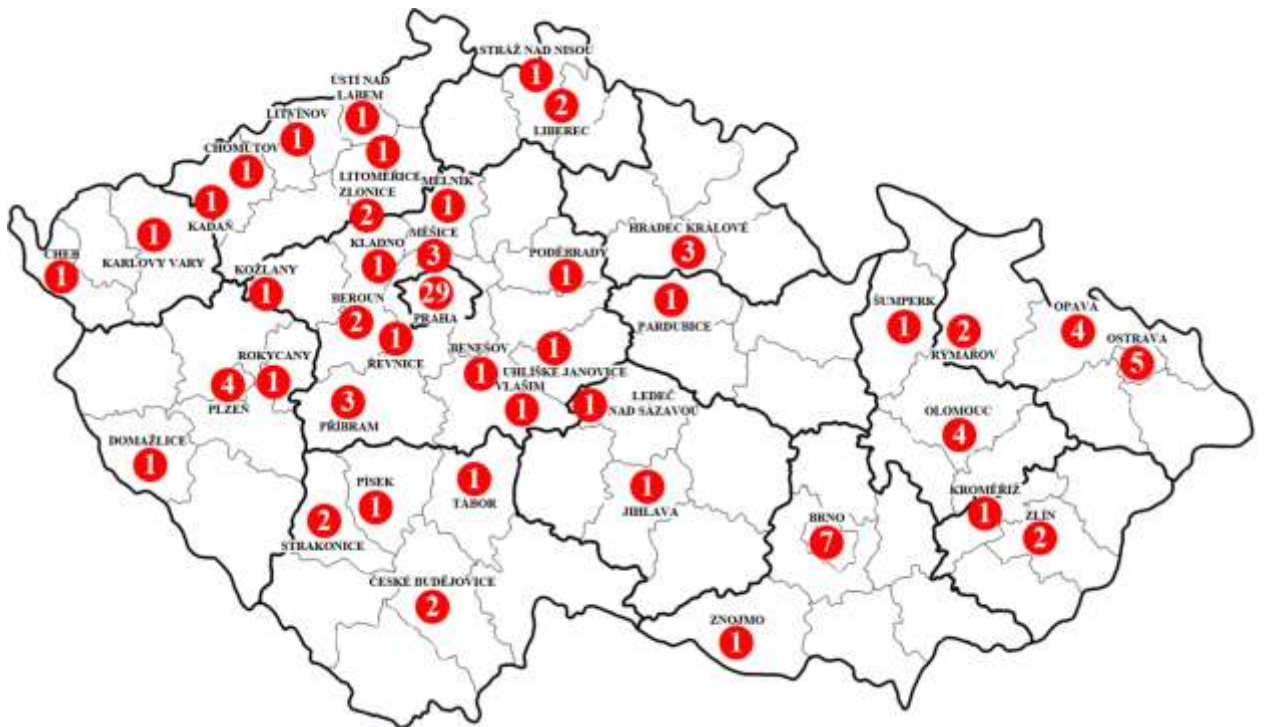 STRÁŽ NAD NISOU
1
2
LIBEREC
ÚSTÍ NAD
LABEM
1
LITVÍNOV
1
CHOMUTOV
1
1
LITOMĚŘICE
1
KADAŇ
ZLONICE
2
MĚLNÍK
1
1
KARLOVY VARY
CHEB
1
KLADNO
1
MĚŠICE
3
PODĚBRADY
1
HRADEC KRÁLOVÉ
3
KOŽLANY
1
29
PRAHA
BEROUN
2
1
ŘEVNICE
1
PARDUBICE
ŠUMPERK
1
2
RÝMAŘOV
OPAVA
4
OSTRAVA
5
ROKYCANY
1
4
PLZEŇ
BENEŠOV
1
1
UHLÍŘSKÉ JANOVICE
VLAŠIM
1
3
PŘÍBRAM
1
LEDEČ
NAD SÁZAVOU
OLOMOUC
4
DOMAŽLICE
1
PÍSEK
1
1
TÁBOR
2
STRAKONICE
1
JIHLAVA
BRNO
7
KROMĚŘÍŽ
1
ZLÍN
2
ČESKÉ BUDĚJOVICE
2
ZNOJMO
1